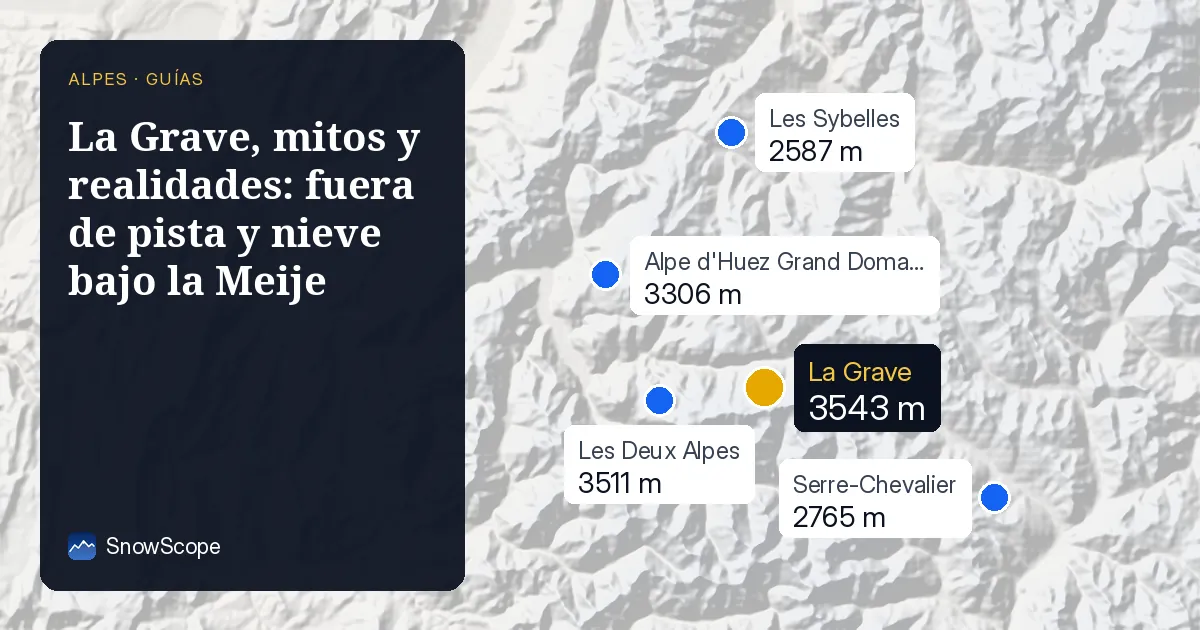 ALPES · GUÍAS
La Grave, mitos y
realidades: fuera
de pista y nieve
bajo la Meije
SnowScope
Les Sybelles
2587 m
Alpe d'Huez Grand Doma...
3306 m
La Grave
3543 m
Les Deux Alpes
3511 m
Serre-Chevalier
2765 m